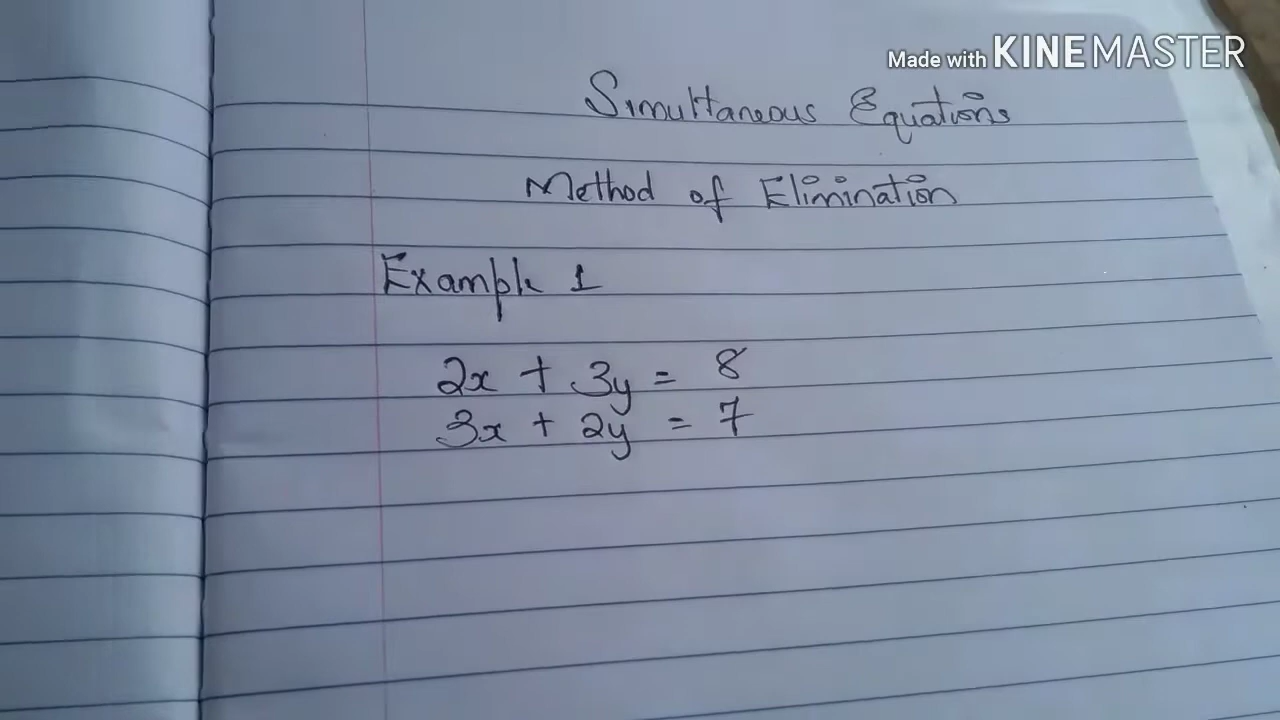 Made with KINEMASTER
Simultaneous Equations
Method of Elimination
Example 1
2x + 3y = 8
3x + 2y = 7